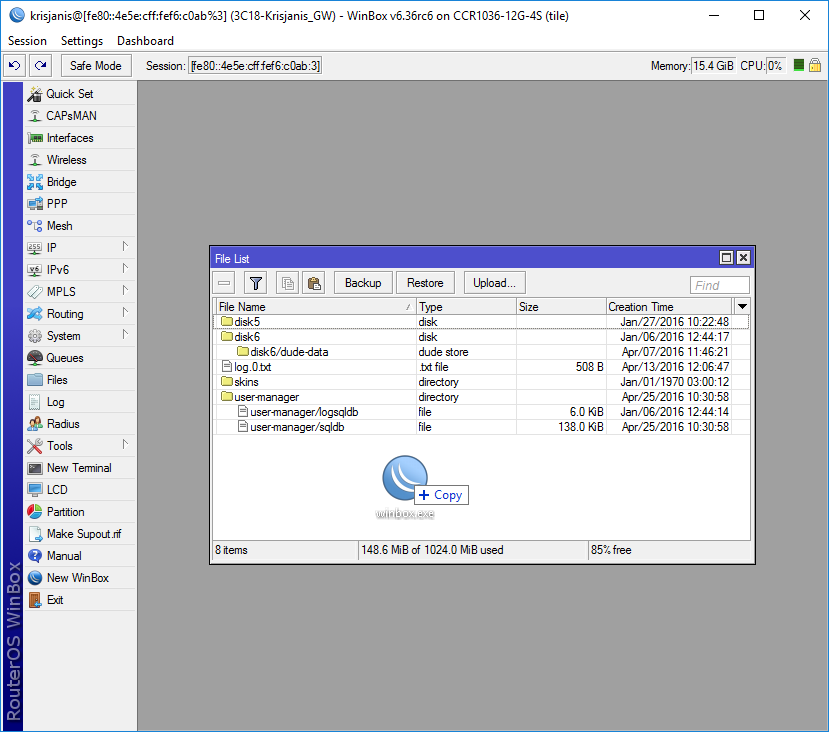 krisjanis@[fe80::4e5e:cff:fef6:c0ab%3] (3C18-Krisjanis_GW) - WinBox v6.36rc6 on CCR1036-12G-4S (tile)
Session Settings Dashboard
Safe Mode Session: [fe80::4e5e:cff:fef6:c0ab:3] Memory: 15.4 GiB CPU: 0%
Quick Set
CAPsMAN
Interfaces
Wireless
Bridge
PPP
Mesh
255 IP
v6 IPv6
MPLS
Routing
System
Queues
Files
Log
Radius
Tools
New Terminal
LCD
Partition
Make Supout.rif
Manual
New WinBox
Exit
RouterOS WinBox
File List
Backup Restore Upload... Find
File Name Type Size Creation Time
disk5 disk Jan/27/2016 10:22:48
disk6 disk Jan/06/2016 12:44:17
disk6/dude-data dude store Apr/07/2016 11:46:21
log.0.txt .txt file 508 B Apr/13/2016 12:06:47
skins directory Jan/01/1970 03:00:12
user-manager directory Apr/25/2016 10:30:58
user-manager/logsqldb file 6.0 KiB Jan/06/2016 12:44:14
user-manager/sqldb file 138.0 KiB Apr/25/2016 10:30:58
+ Copy
winbox.exe
8 items 148.6 MiB of 1024.0 MiB used 85% free